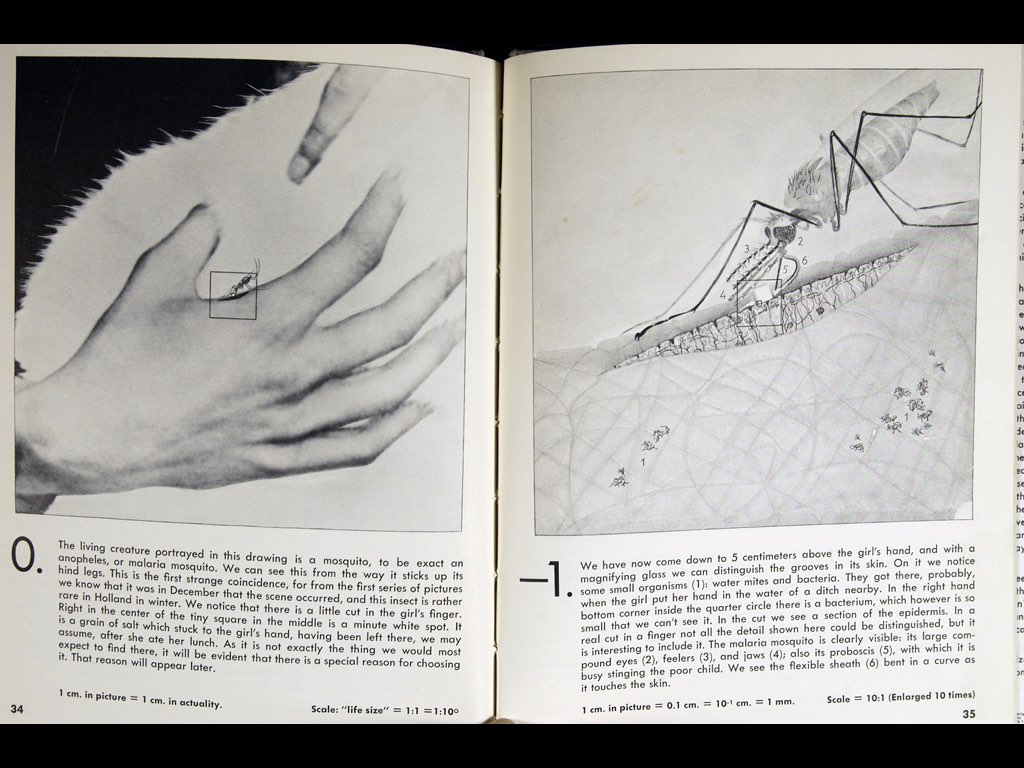 0.
The living creature portrayed in this drawing is a mosquito, to be exact an
anopheles, or malaria mosquito. We can see this from the way it sticks up its
hind legs. This is the first strange coincidence, for from the first series of pictures
we know that it was in December that the scene occurred, and this insect is rather
rare in Holland in winter. We notice that there is a little cut in the girl's finger.
Right in the center of the tiny square in the middle is a minute white spot. It
is a grain of salt which stuck to the girl's hand, having been left there, we may
assume, after she ate her lunch. As it is not exactly the thing we would most
expect to find there, it will be evident that there is a special reason for choosing
it. That reason will appear later.
1 cm. in picture = 1 cm. in actuality.
Scale: "life size" = 1:1 =1:10⁰
34
3
2
6
5
4
1
1
−1.
We have now come down to 5 centimeters above the girl's hand, and with a
magnifying glass we can distinguish the grooves in its skin. On it we notice
some small organisms (1): water mites and bacteria. They got there, probably,
when the girl put her hand in the water of a ditch nearby. In the right hand
bottom corner inside the quarter circle there is a bacterium, which however is so
small that we can't see it. In the cut we see a section of the epidermis. In a
real cut in a finger not all the detail shown here could be distinguished, but it
is interesting to include it. The malaria mosquito is clearly visible: its large com-
pound eyes (2), feelers (3), and jaws (4); also its proboscis (5), with which it is
busy stinging the poor child. We see the flexible sheath (6) bent in a curve as
it touches the skin.
1 cm. in picture = 0.1 cm. = 10⁻¹ cm. = 1 mm.
Scale = 10:1 (Enlarged 10 times)
35